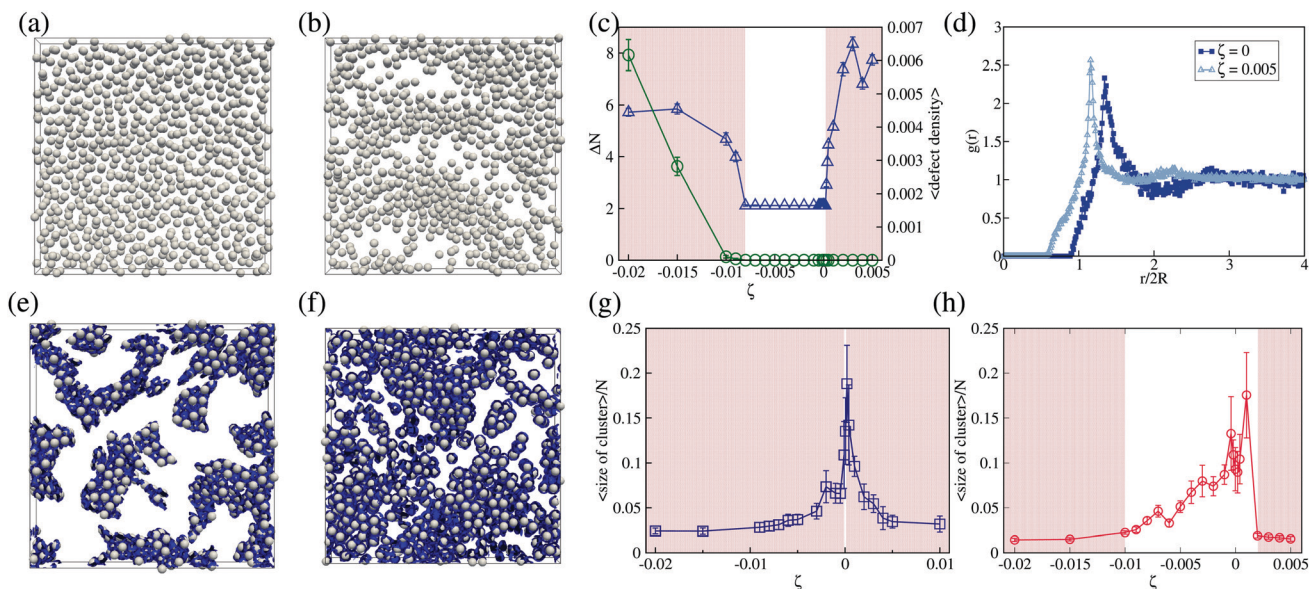 (a)
(b)
(c)
8
6
4
2
0
ΔN
0.007
0.006
0.005
0.004
0.003
0.002
0.001
0
<defect density>
-0.02 -0.015 -0.01 -0.005 0 0.005
ζ
(d)
3
2.5
2
1.5
1
0.5
0
g(r)
ζ = 0
ζ = 0.005
0 1 2 3 4
r/2R
(e)
(f)
(g)
0.25
0.2
0.15
0.1
0.05
0
<size of cluster>/N
-0.02 -0.01 0 0.01
ζ
(h)
0.25
0.2
0.15
0.1
0.05
0
<size of cluster>/N
-0.02 -0.015 -0.01 -0.005 0 0.005
ζ